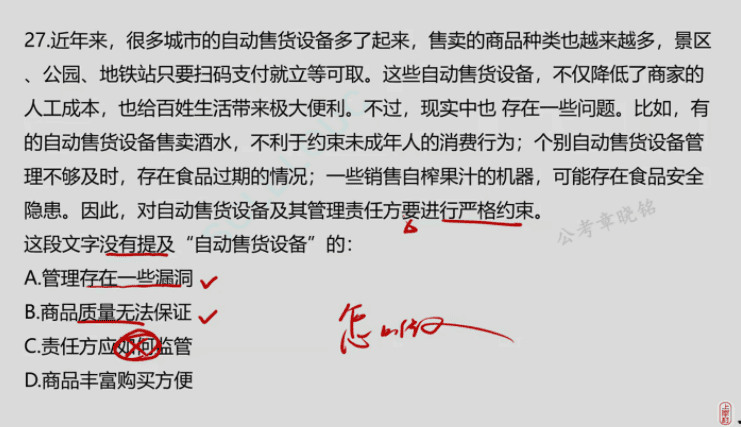 27.近年来，很多城市的自动售货设备多了起来，售卖的商品种类也越来越多，景区
、公园、地铁站只要扫码支付就立等可取。这些自动售货设备，不仅降低了商家的
人工成本，也给百姓生活带来极大便利。不过，现实中也 存在一些问题。比如，有
的自动售货设备售卖酒水，不利于约束未成年人的消费行为；个别自动售货设备管
理不够及时，存在食品过期的情况；一些销售自榨果汁的机器，可能存在食品安全
隐患。因此，对自动售货设备及其管理责任方要进行严格约束。
公考章晓铭
这段文字没有提及“自动售货设备”的：
A.管理存在一些漏洞
B.商品质量无法保证
怎
C.责任方应如何监管
D.商品丰富购买方便
上岸村